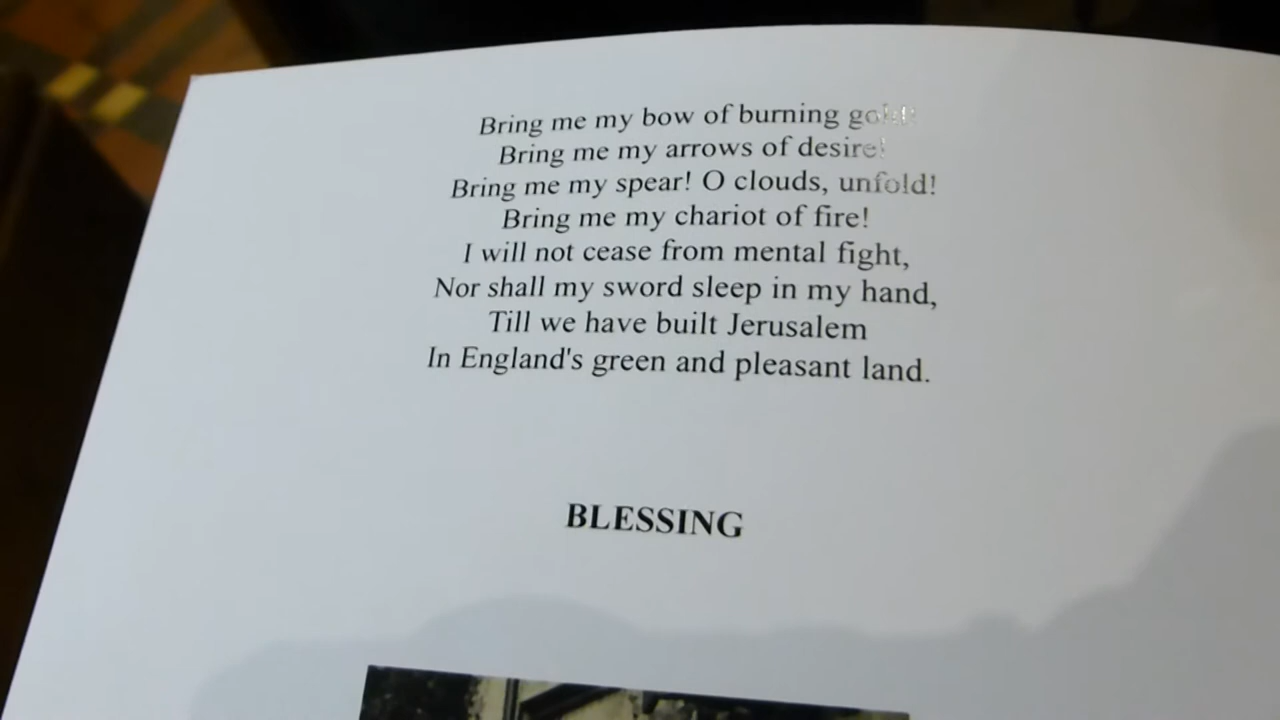 Bring me my bow of burning gold!
Bring me my arrows of desire!
Bring me my spear! O clouds, unfold!
Bring me my chariot of fire!
I will not cease from mental fight,
Nor shall my sword sleep in my hand,
Till we have built Jerusalem
In England's green and pleasant land.
BLESSING